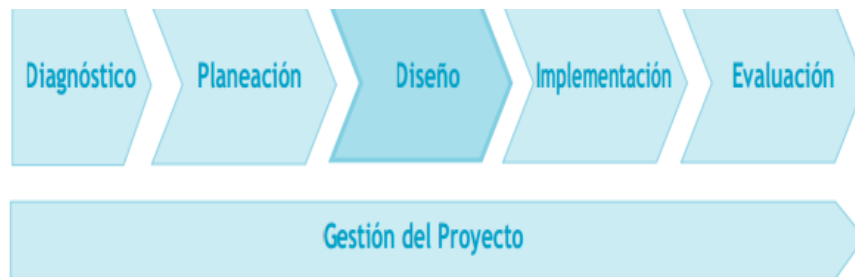 Diagnóstico
Planeación
Diseño
Implementación
Evaluación
Gestión del Proyecto